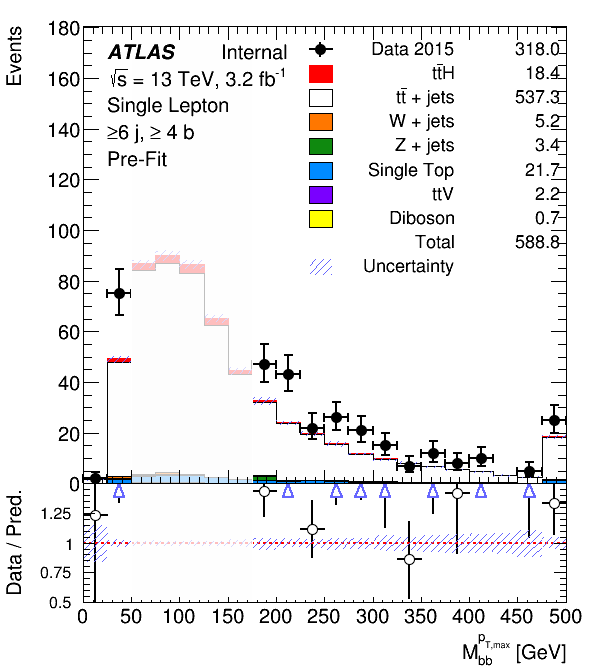 Events
180
160
140
120
100
80
60
40
20
0
ATLAS Internal
√s = 13 TeV, 3.2 fb⁻¹
Single Lepton
≥6 j, ≥ 4 b
Pre-Fit
Data 2015 318.0
tt̄H 18.4
tt̄ + jets 537.3
W + jets 5.2
Z + jets 3.4
Single Top 21.7
ttV 2.2
Diboson 0.7
Total 588.8
Uncertainty
Data / Pred.
1.25
1
0.75
0.5
0 50 100 150 200 250 300 350 400 450 500
M_bb^{p_{T,max}} [GeV]